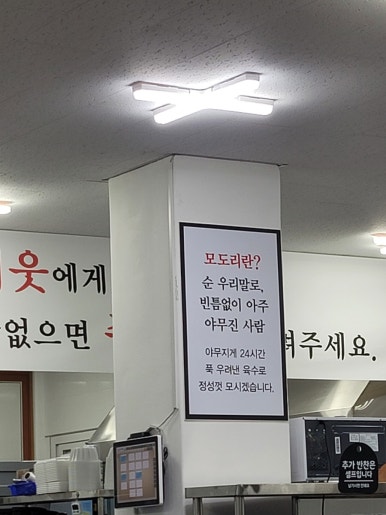 웃에게
없으면
려주세요.
모도리란?
순 우리말로,
빈틈없이 아주
야무진 사람
야무지게 24시간
푹 우려낸 육수로
정성껏 모시겠습니다.
추가 반찬은
셀프입니다